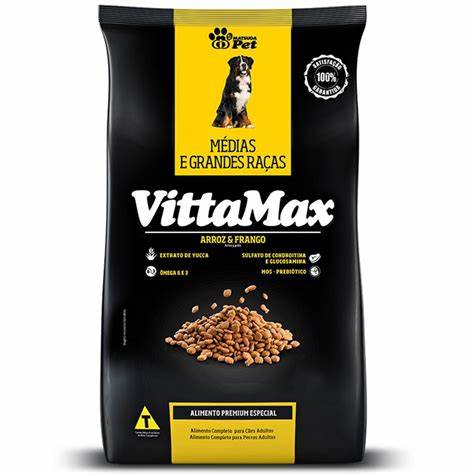 MATSUDA
Pet
SATISFAÇÃO
100%
GARANTIDA
MÉDIAS
E GRANDES RAÇAS
VittaMax
ARROZ & FRANGO
EXTRATO DE YUCCA
SULFATO DE CONDROITINA
E GLUCOSAMINA
ÔMEGA 6 E 3
MOS - PREBIÓTICO
T
ALIMENTO PREMIUM ESPECIAL
Alimento Completo para Cães Adultos
Alimento Completo para Perros Adultos